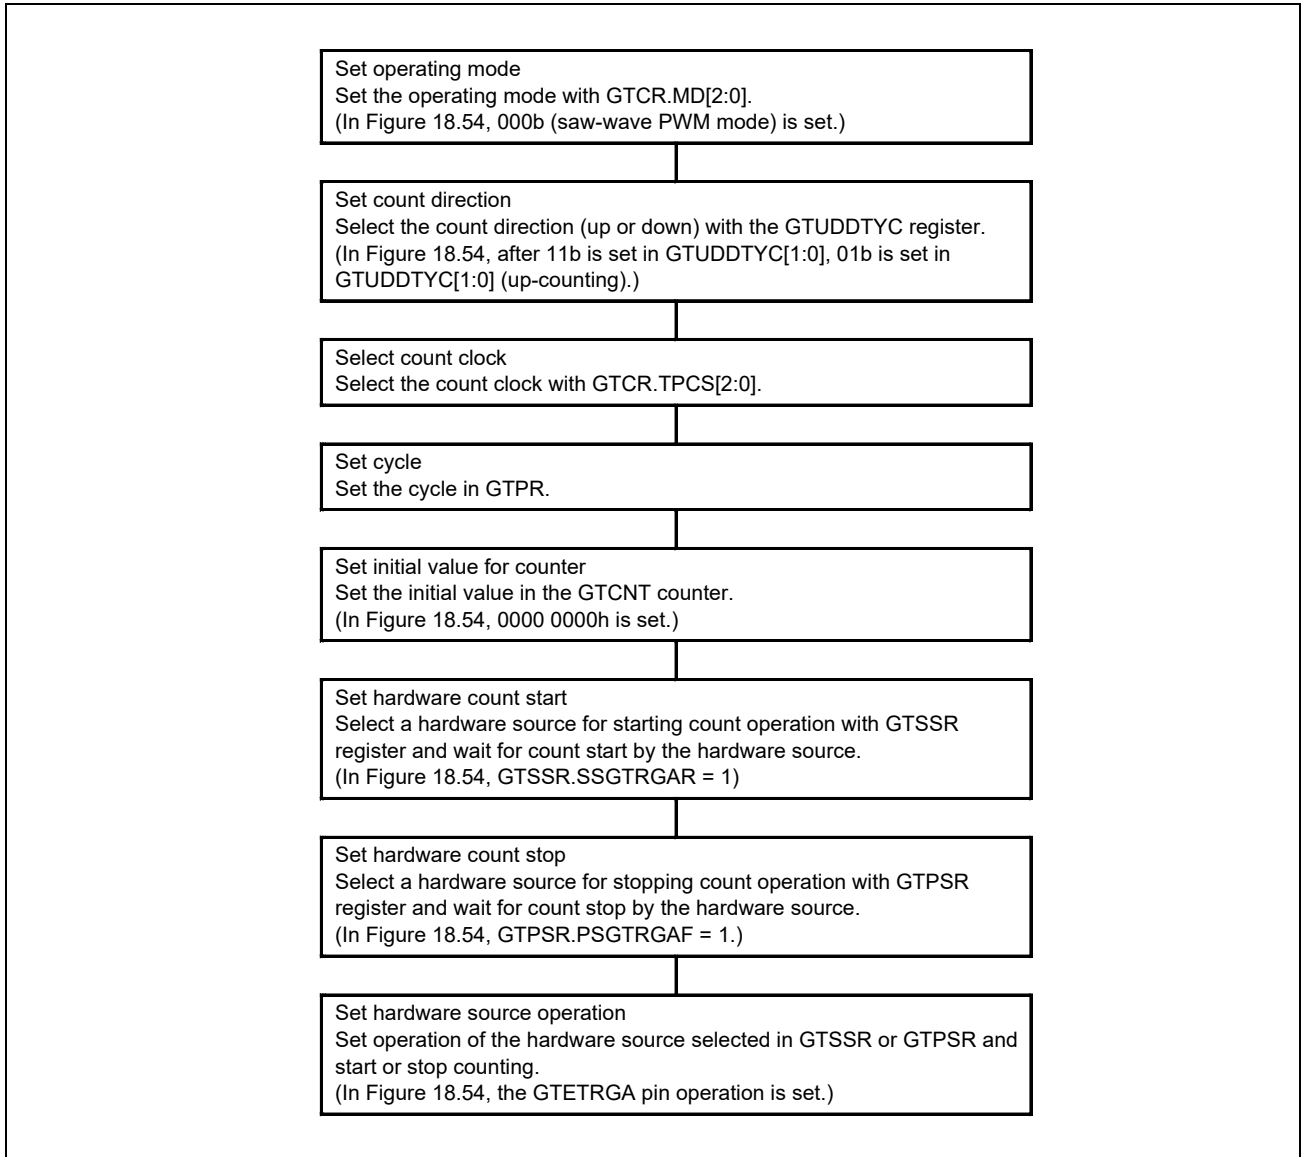 Set operating mode
Set the operating mode with GTCR.MD[2:0].
(In Figure 18.54, 000b (saw-wave PWM mode) is set.)
Set count direction
Select the count direction (up or down) with the GTUDDTYC register.
(In Figure 18.54, after 11b is set in GTUDDTYC[1:0], 01b is set in
GTUDDTYC[1:0] (up-counting).)
Select count clock
Select the count clock with GTCR.TPCS[2:0].
Set cycle
Set the cycle in GTPR.
Set initial value for counter
Set the initial value in the GTCNT counter.
(In Figure 18.54, 0000 0000h is set.)
Set hardware count start
Select a hardware source for starting count operation with GTSSR
register and wait for count start by the hardware source.
(In Figure 18.54, GTSSR.SSGTRGAR = 1)
Set hardware count stop
Select a hardware source for stopping count operation with GTPSR
register and wait for count stop by the hardware source.
(In Figure 18.54, GTPSR.PSGTRGAF = 1.)
Set hardware source operation
Set operation of the hardware source selected in GTSSR or GTPSR and
start or stop counting.
(In Figure 18.54, the GTETRGA pin operation is set.)